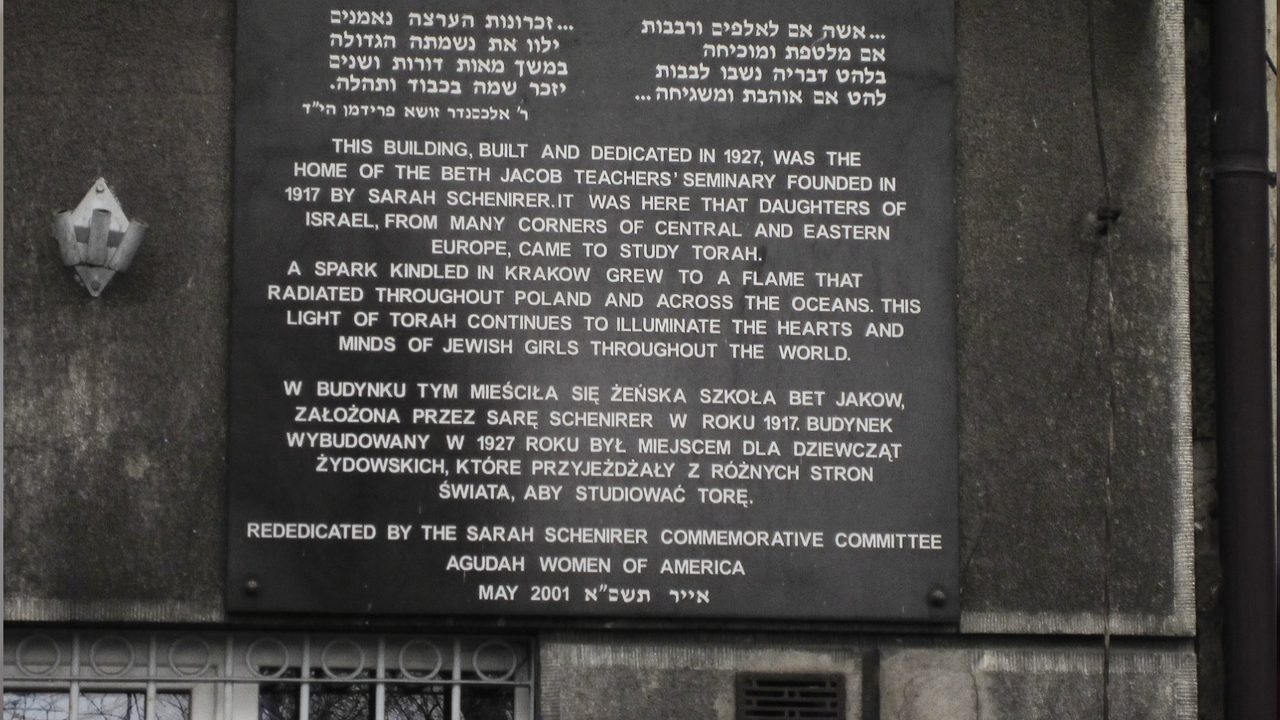 ...אשה אם לאלפים ורבבות
אם מלטפת ומוכיחה
בלהט דבריה נשבו לבבות
להט אם אוהבת ומשגיחה...
...זכרונות הערצה נאמנים
ילוו את נשמתה הגדולה
במשך מאות דורות ושנים
יזכר שמה בכבוד ותהלה.
ר׳ אלכסנדר זושא פרידמן הי״ד
THIS BUILDING, BUILT AND DEDICATED IN 1927, WAS THE
HOME OF THE BETH JACOB TEACHERS' SEMINARY FOUNDED IN
1917 BY SARAH SCHENIRER.IT WAS HERE THAT DAUGHTERS OF
ISRAEL, FROM MANY CORNERS OF CENTRAL AND EASTERN
EUROPE, CAME TO STUDY TORAH.
A SPARK KINDLED IN KRAKOW GREW TO A FLAME THAT
RADIATED THROUGHOUT POLAND AND ACROSS THE OCEANS. THIS
LIGHT OF TORAH CONTINUES TO ILLUMINATE THE HEARTS AND
MINDS OF JEWISH GIRLS THROUGHOUT THE WORLD.
W BUDYNKU TYM MIEŚCIŁA SIĘ ŻEŃSKA SZKOŁA BET JAKOW,
ZAŁOŻONA PRZEZ SARĘ SCHENIRER W ROKU 1917. BUDYNEK
WYBUDOWANY W 1927 ROKU BYŁ MIEJSCEM DLA DZIEWCZĄT
ŻYDOWSKICH, KTÓRE PRZYJEŻDŻAŁY Z RÓŻNYCH STRON
ŚWIATA, ABY STUDIOWAĆ TORĘ.
REDEDICATED BY THE SARAH SCHENIRER COMMEMORATIVE COMMITTEE
AGUDAH WOMEN OF AMERICA
MAY 2001 אייר תשס״א